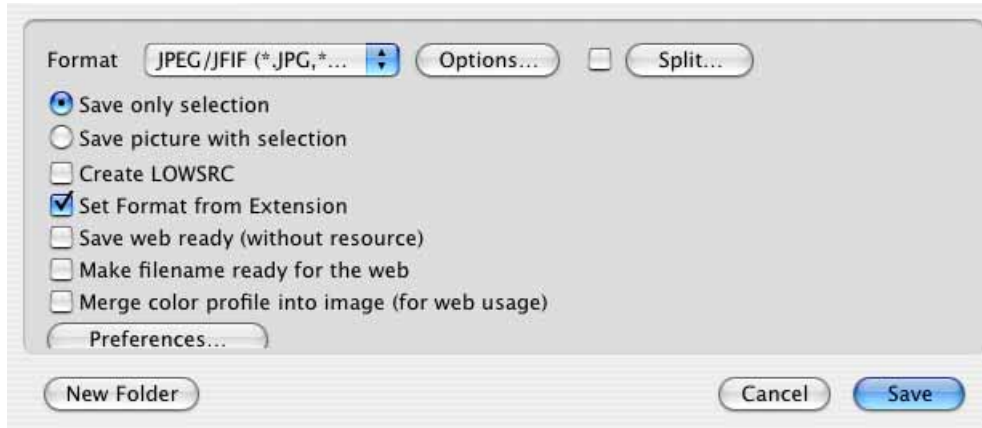 Format JPEG/JFIF (*.JPG,*... Options... Split...
Save only selection
Save picture with selection
Create LOWSRC
Set Format from Extension
Save web ready (without resource)
Make filename ready for the web
Merge color profile into image (for web usage)
Preferences...
New Folder Cancel Save